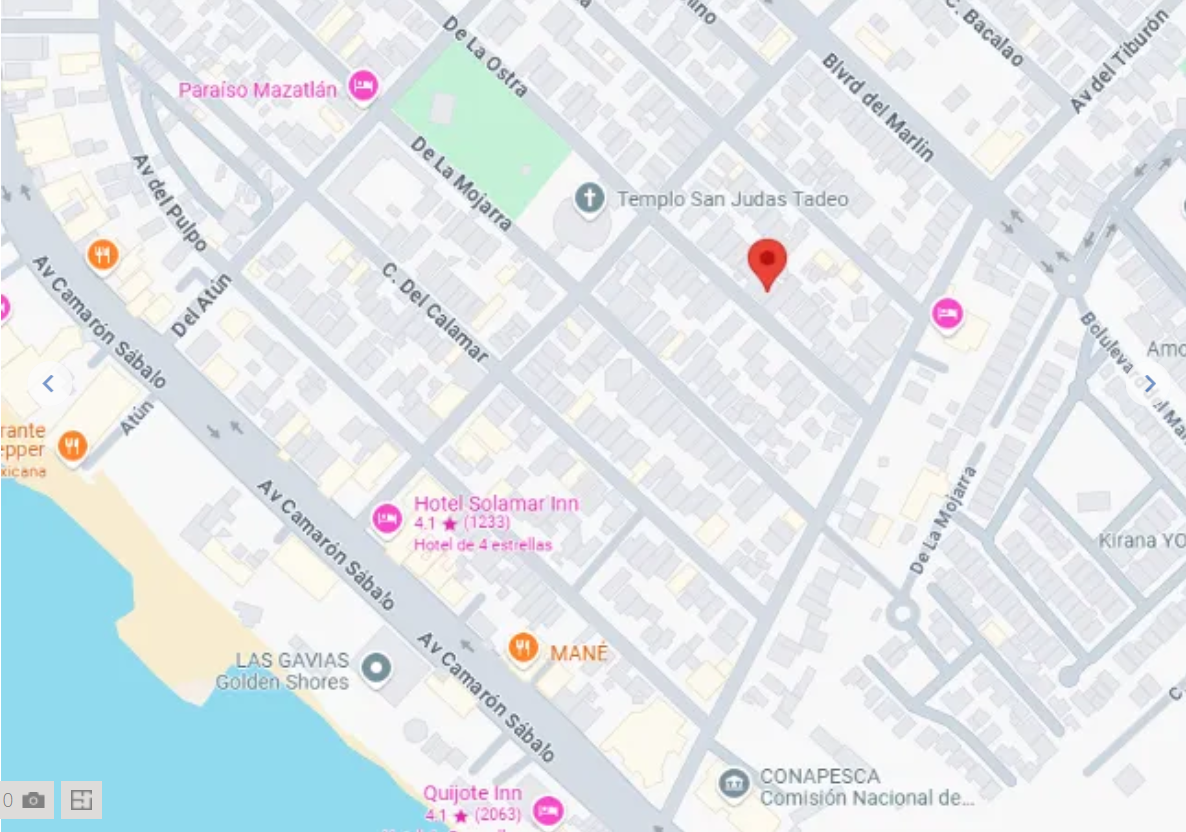 De La Ostra
C. Bacalao
Av del Tiburón
Blvrd del Marlin
Paraíso Mazatlán
De La Mojarra
Av del Pulpo
Templo San Judas Tadeo
Av Camarón Sábalo
Del Atún
C. Del Calamar
Atún
Hotel Solamar Inn
4.1 ★ (1233)
Hotel de 4 estrellas
Av Camarón Sábalo
De La Mojarra
Kirana YO
MANÉ
LAS GAVIAS
Golden Shores
Av Camarón Sábalo
CONAPESCA
Comisión Nacional de...
Quijote Inn
4.1 ★ (2063)
0